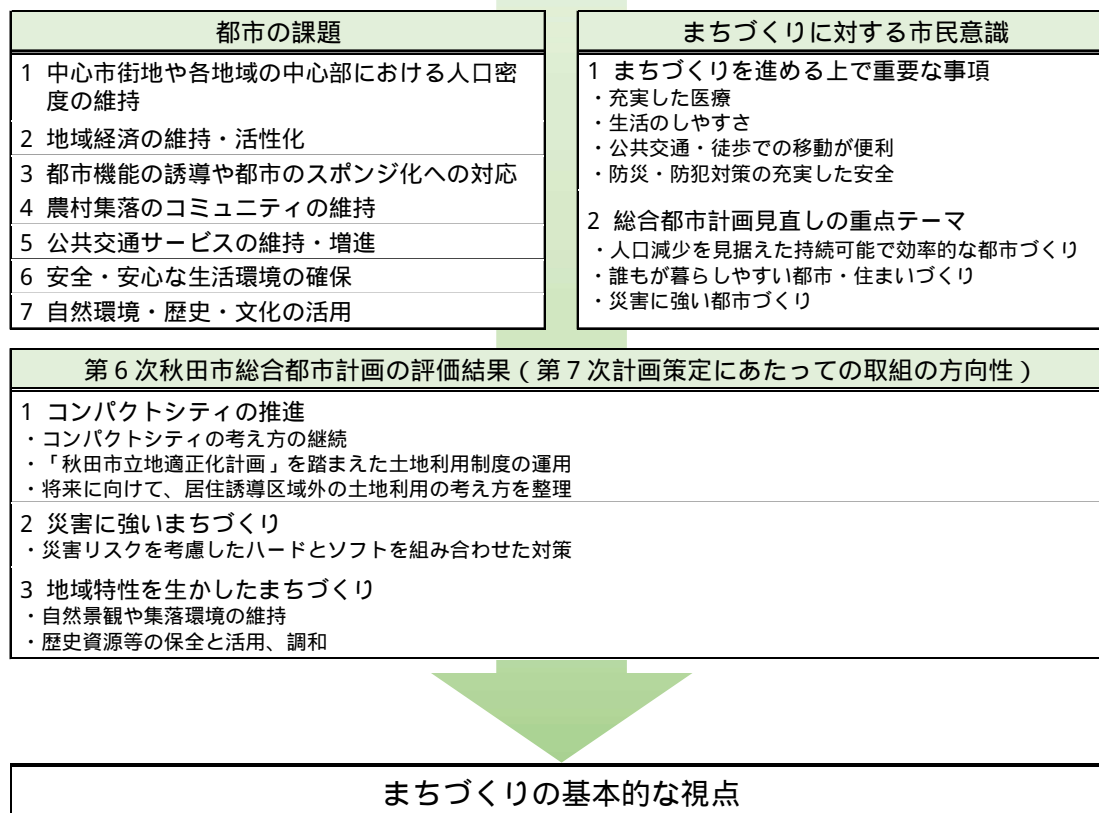 都市の課題
1 中心市街地や各地域の中心部における人口密
度の維持
2 地域経済の維持・活性化
3 都市機能の誘導や都市のスポンジ化への対応
4 農村集落のコミュニティの維持
5 公共交通サービスの維持・増進
6 安全・安心な生活環境の確保
7 自然環境・歴史・文化の活用
まちづくりに対する市民意識
1 まちづくりを進める上で重要な事項
・充実した医療
・生活のしやすさ
・公共交通・徒歩での移動が便利
・防災・防犯対策の充実した安全
2 総合都市計画見直しの重点テーマ
・人口減少を見据えた持続可能で効率的な都市づくり
・誰もが暮らしやすい都市・住まいづくり
・災害に強い都市づくり
第6次秋田市総合都市計画の評価結果(第7次計画策定にあたっての取組の方向性)
1 コンパクトシティの推進
・コンパクトシティの考え方の継続
・「秋田市立地適正化計画」を踏まえた土地利用制度の運用
・将来に向けて、居住誘導区域外の土地利用の考え方を整理
2 災害に強いまちづくり
・災害リスクを考慮したハードとソフトを組み合わせた対策
3 地域特性を生かしたまちづくり
・自然景観や集落環境の維持
・歴史資源等の保全と活用、調和
まちづくりの基本的な視点